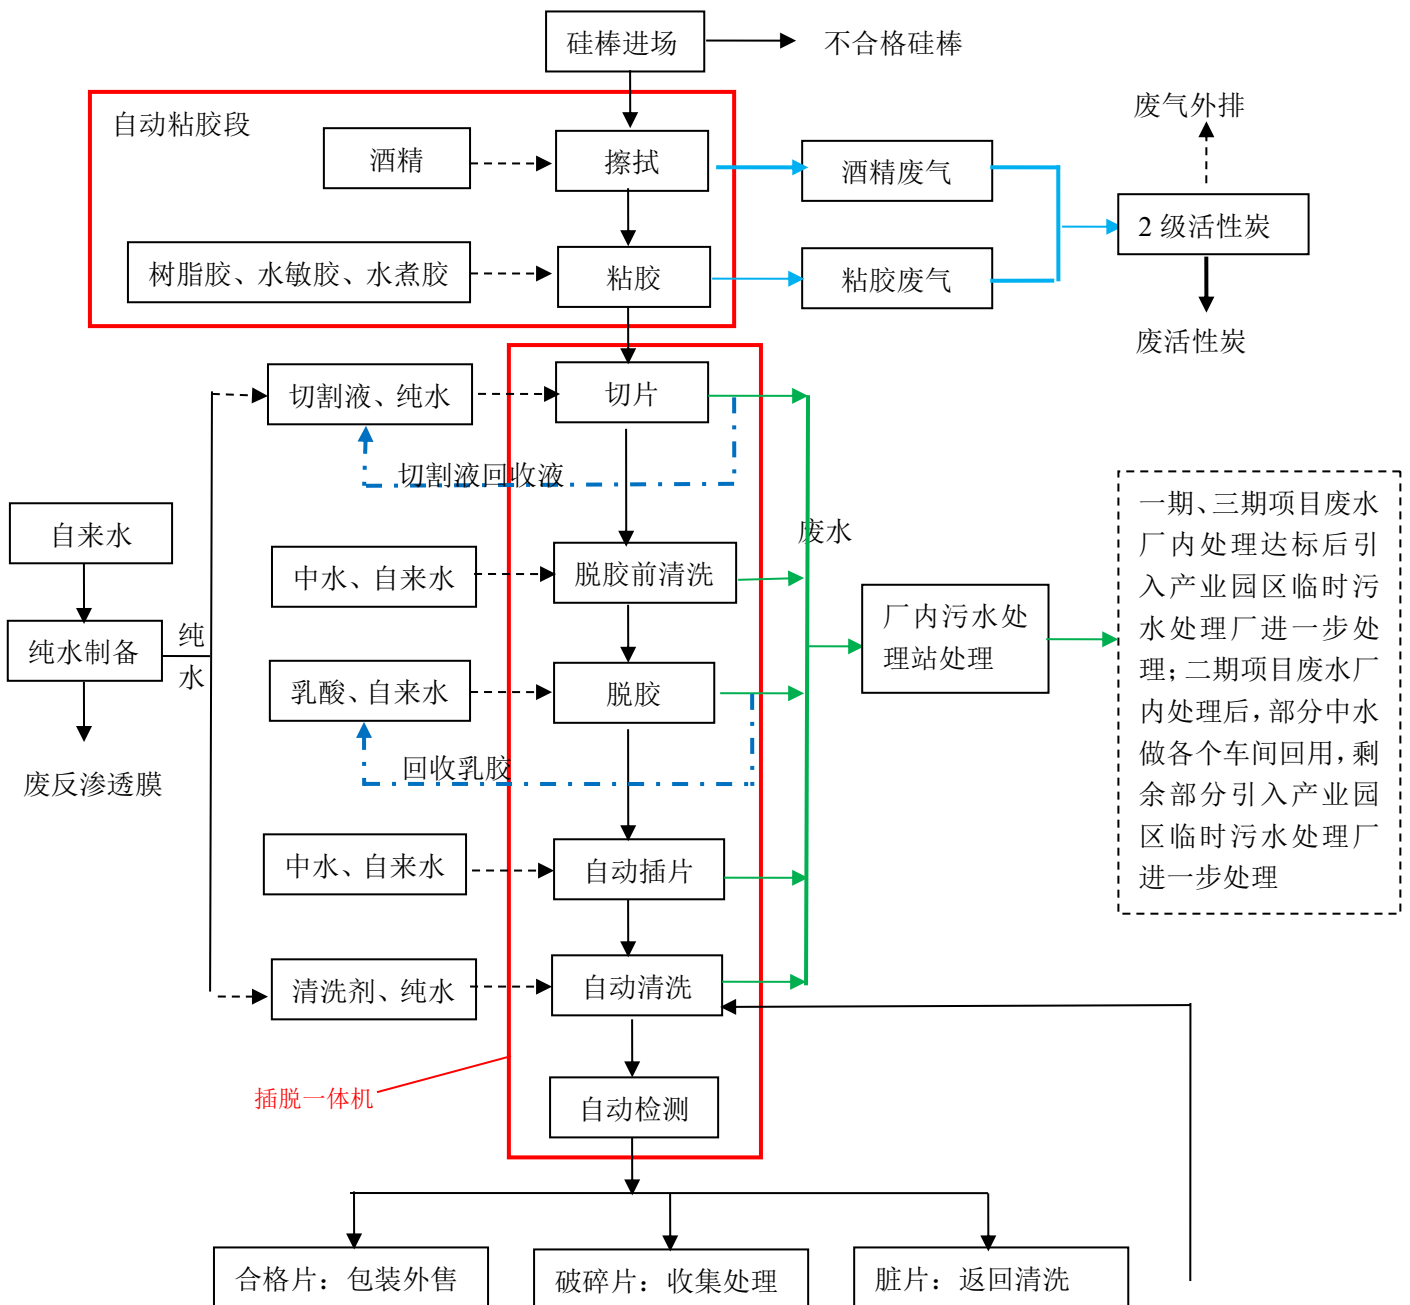 硅棒进场
不合格硅棒
自动粘胶段
酒精
擦拭
酒精废气
废气外排
2 级活性炭
树脂胶、水敏胶、水煮胶
粘胶
粘胶废气
废活性炭
切割液、纯水
切片
切割液回收液
废水
自来水
中水、自来水
脱胶前清洗
纯水制备
纯
水
乳酸、自来水
脱胶
厂内污水处
理站处理
一期、三期项目废水
厂内处理达标后引
入产业园区临时污
水处理厂进一步处
理；二期项目废水厂
内处理后，部分中水
做各个车间回用，剩
余部分引入产业园
区临时污水处理厂
进一步处理
废反渗透膜
回收乳胶
中水、自来水
自动插片
清洗剂、纯水
自动清洗
插脱一体机
自动检测
合格片：包装外售
破碎片：收集处理
脏片：返回清洗